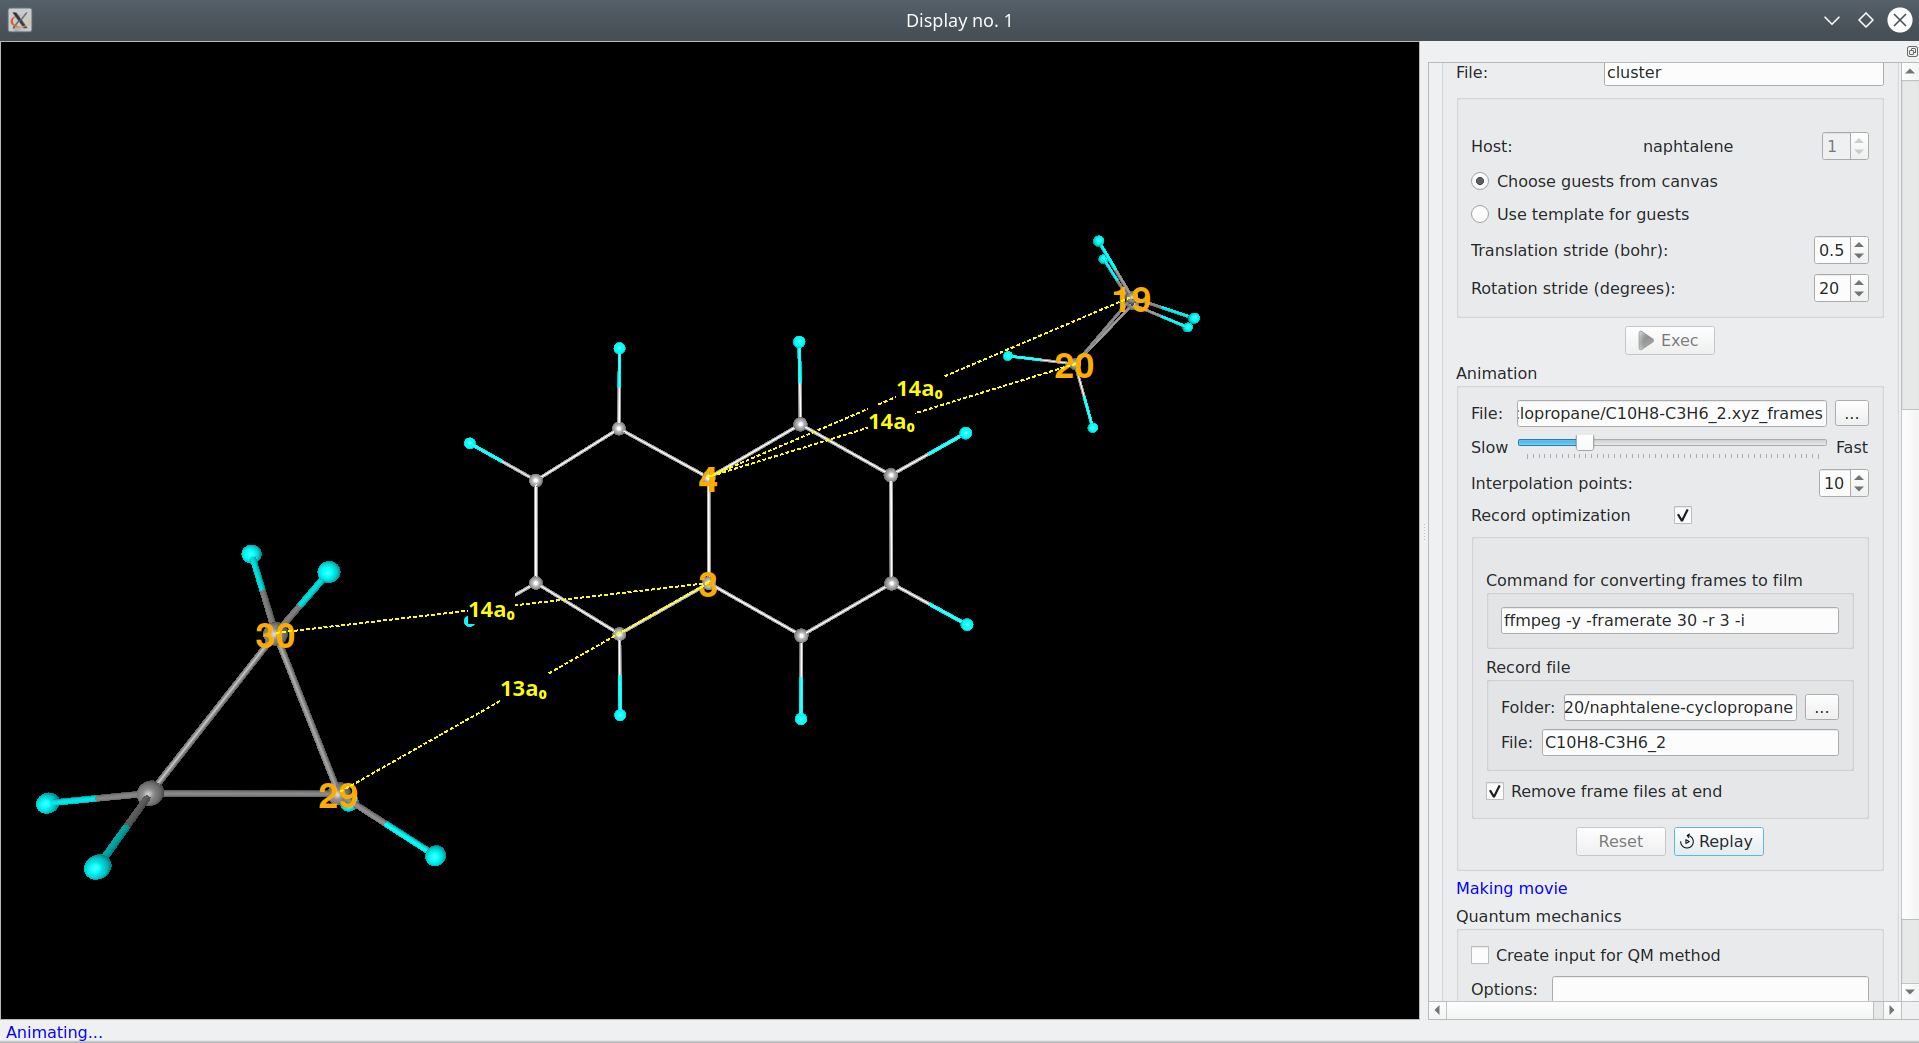 Display no. 1
File: cluster
Host: naphtalene 1
Choose guests from canvas
Use template for guests
Translation stride (bohr): 0.5
Rotation stride (degrees): 20
Exec
Animation
File: lopropane/C10H8-C3H6_2.xyz_frames ...
Slow Fast
Interpolation points: 10
Record optimization
Command for converting frames to film
ffmpeg -y -framerate 30 -r 3 -i
Record file
Folder: 20/naphtalene-cyclopropane ...
File: C10H8-C3H6_2
Remove frame files at end
Reset Replay
Making movie
Quantum mechanics
Create input for QM method
Options:
19
20
14a₀
14a₀
4
3
14a₀
30
13a₀
29
Animating...